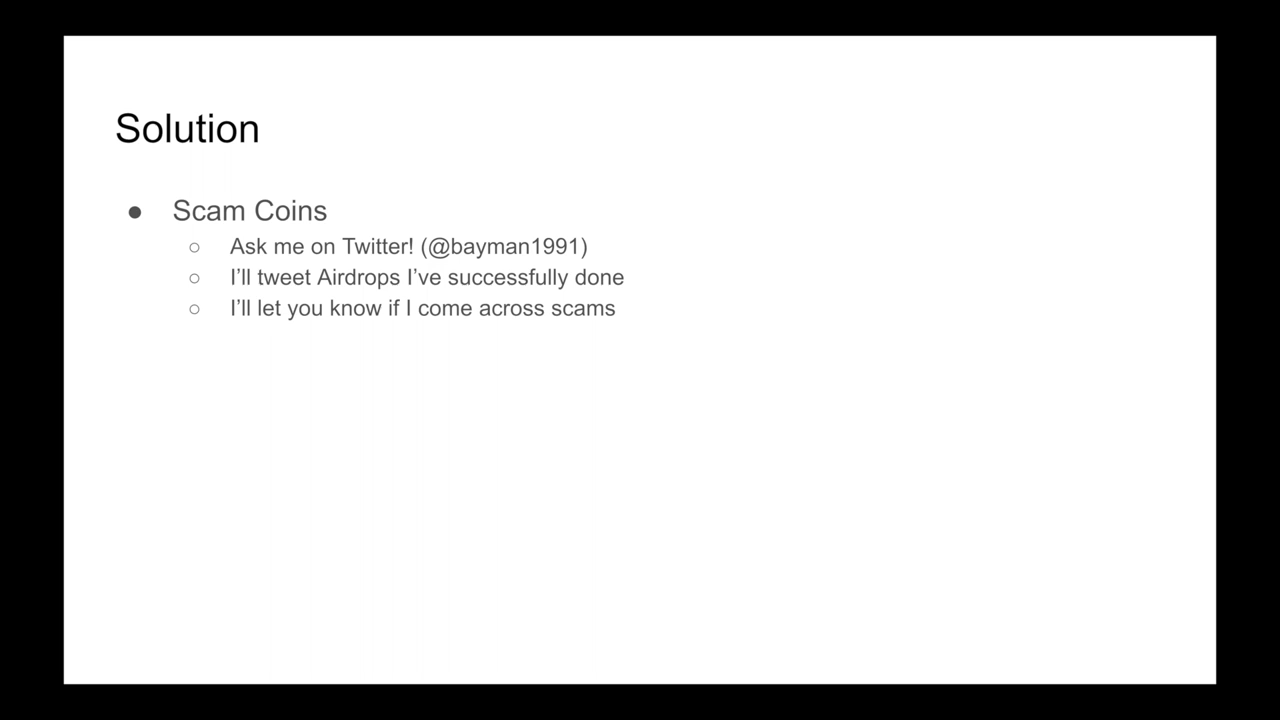 Solution
● Scam Coins
○ Ask me on Twitter! (@bayman1991)
○ I’ll tweet Airdrops I’ve successfully done
○ I’ll let you know if I come across scams